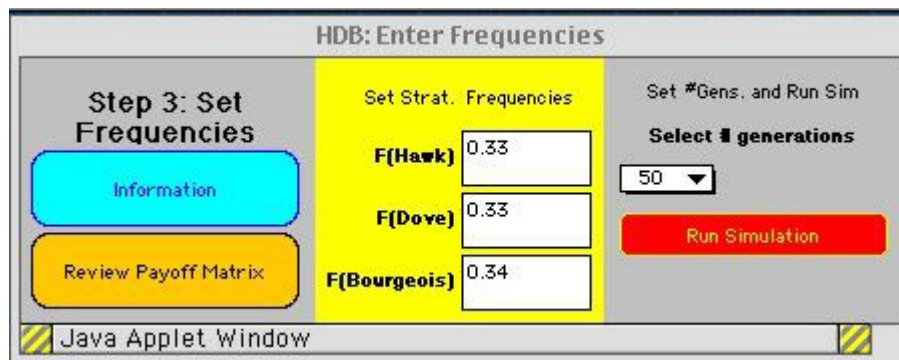 HDB: Enter Frequencies
Step 3: Set
Frequencies
Information
Review Payoff Matrix
Set Strat. Frequencies
F(Hawk) 0.33
F(Dove) 0.33
F(Bourgeois) 0.34
Set #Gens. and Run Sim
Select # generations
50
Run Simulation
Java Applet Window